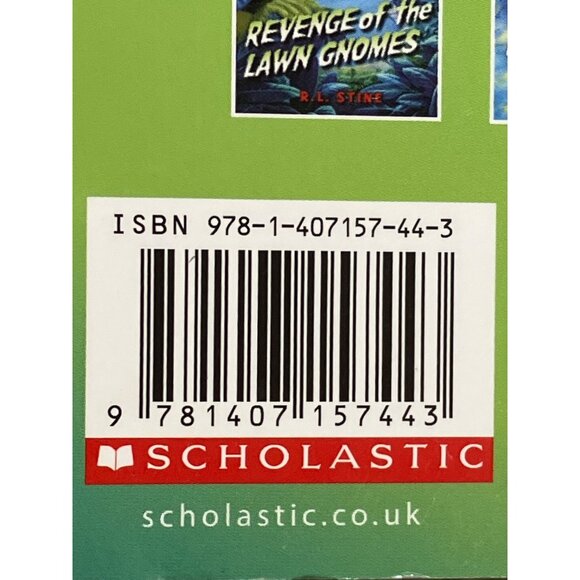 REVENGE of the
LAWN GNOMES
R.L. STINE
ISBN 978-1-407157-44-3
9 781407 157443
SCHOLASTIC
scholastic.co.uk